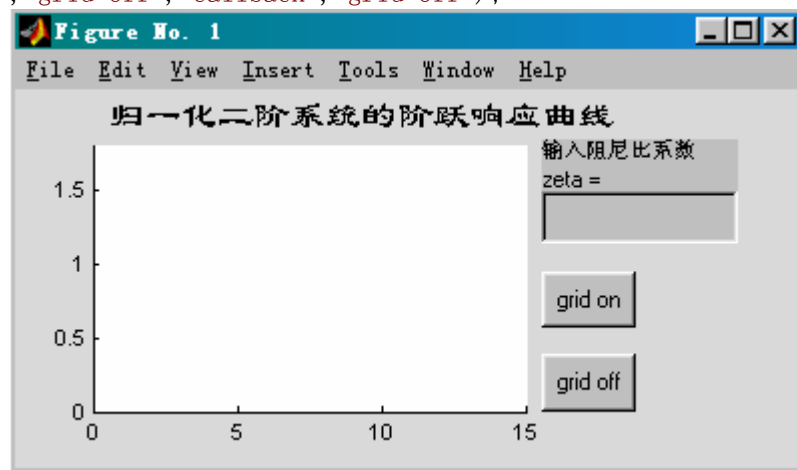 , 'grid off', 'callback', 'grid off');
Figure No. 1
File Edit View Insert Tools Window Help
归一化二阶系统的阶跃响应曲线
输入阻尼比系数
zeta =
1.5
1
grid on
0.5
grid off
0
0 5 10 15